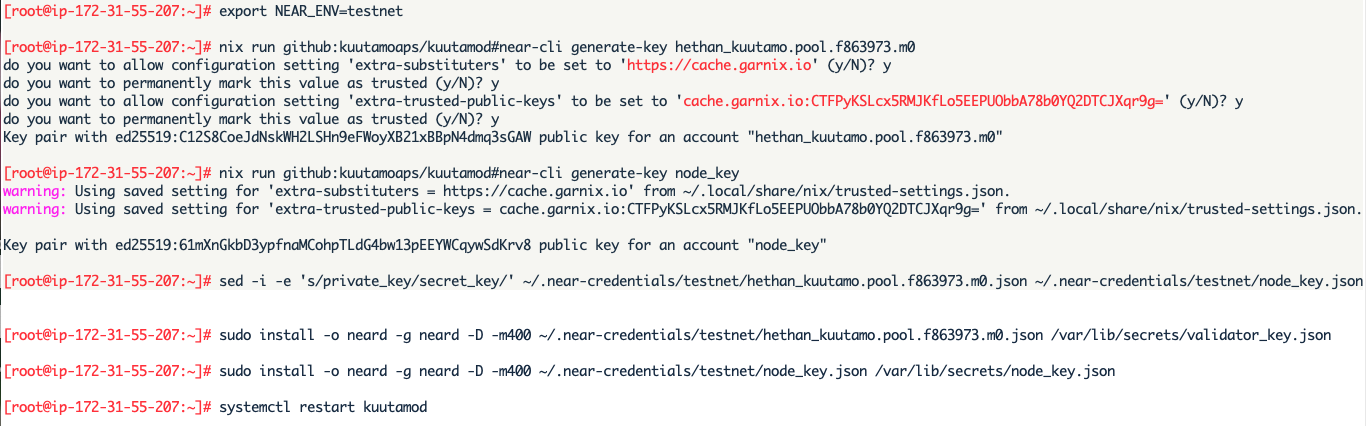 [root@ip-172-31-55-207:~]# export NEAR_ENV=testnet
[root@ip-172-31-55-207:~]# nix run github:kuutamoaps/kuutamod#near-cli generate-key hethan_kuutamo.pool.f863973.m0
do you want to allow configuration setting 'extra-substituters' to be set to 'https://cache.garnix.io' (y/N)? y
do you want to permanently mark this value as trusted (y/N)? y
do you want to allow configuration setting 'extra-trusted-public-keys' to be set to 'cache.garnix.io:CTFPyKSLcx5RMJKfLo5EEPUObbA78b0YQ2DTCJXqr9g=' (y/N)? y
do you want to permanently mark this value as trusted (y/N)? y
Key pair with ed25519:C12S8CoeJdNskWH2LSHn9eFWoyXB21xBBpN4dmq3sGAW public key for an account "hethan_kuutamo.pool.f863973.m0"
[root@ip-172-31-55-207:~]# nix run github:kuutamoaps/kuutamod#near-cli generate-key node_key
warning: Using saved setting for 'extra-substituters = https://cache.garnix.io' from ~/.local/share/nix/trusted-settings.json.
warning: Using saved setting for 'extra-trusted-public-keys = cache.garnix.io:CTFPyKSLcx5RMJKfLo5EEPUObbA78b0YQ2DTCJXqr9g=' from ~/.local/share/nix/trusted-settings.json.
Key pair with ed25519:61mXnGkbD3ypfnaMCohpTLdG4bw13pEEYWCqywSdKrv8 public key for an account "node_key"
[root@ip-172-31-55-207:~]# sed -i -e 's/private_key/secret_key/' ~/.near-credentials/testnet/hethan_kuutamo.pool.f863973.m0.json ~/.near-credentials/testnet/node_key.json
[root@ip-172-31-55-207:~]# sudo install -o neard -g neard -D -m400 ~/.near-credentials/testnet/hethan_kuutamo.pool.f863973.m0.json /var/lib/secrets/validator_key.json
[root@ip-172-31-55-207:~]# sudo install -o neard -g neard -D -m400 ~/.near-credentials/testnet/node_key.json /var/lib/secrets/node_key.json
[root@ip-172-31-55-207:~]# systemctl restart kuutamod